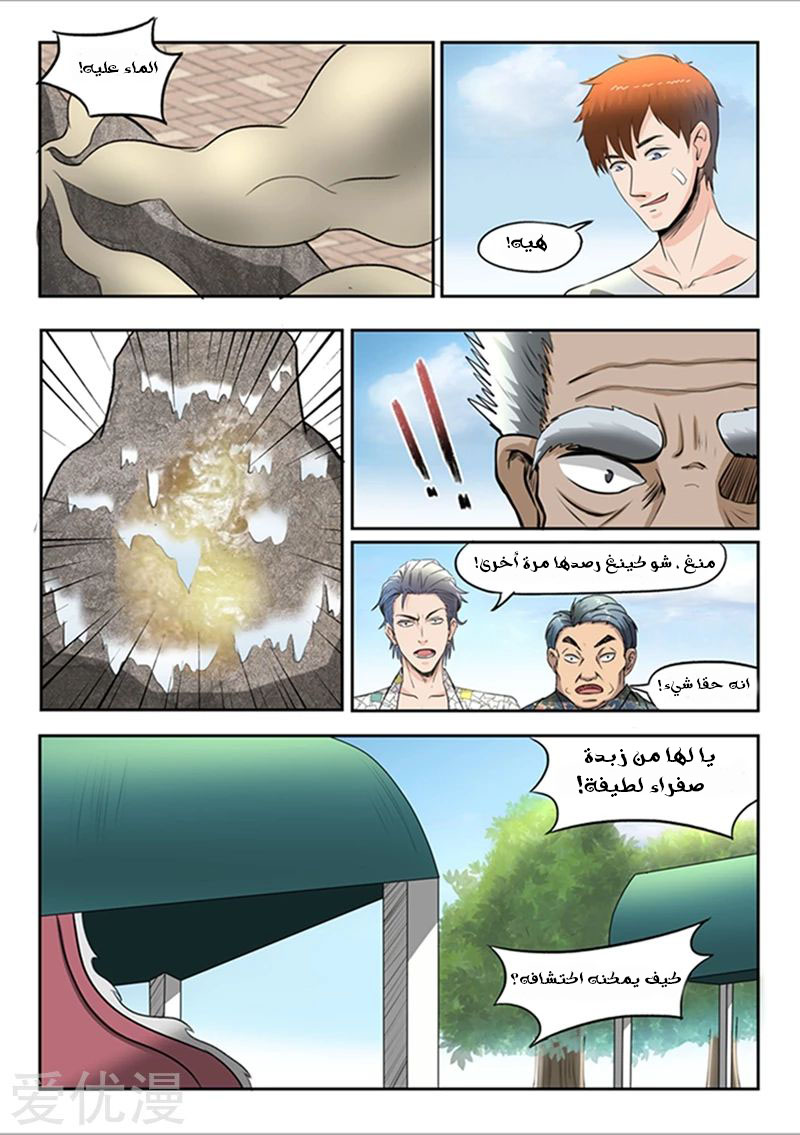 هيه!
الماء عليه!
منغ ، شو كينغ رصدها مرة أخرى!
انه حقا شيء!
يا لها من زبدة
صفراء لطيفة!
كيف يمكنه اكتشافه؟
爱优漫